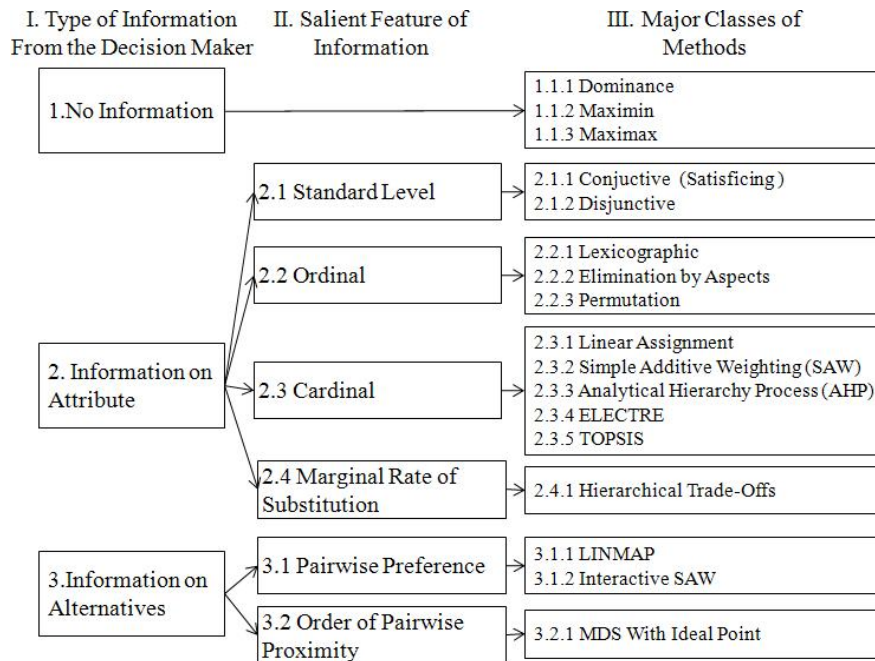 I. Type of Information
From the Decision Maker
II. Salient Feature of
Information
III. Major Classes of
Methods
1.No Information
1.1.1 Dominance
1.1.2 Maximin
1.1.3 Maximax
2. Information on
Attribute
2.1 Standard Level
2.1.1 Conjuctive (Satisficing)
2.1.2 Disjunctive
2.2 Ordinal
2.2.1 Lexicographic
2.2.2 Elimination by Aspects
2.2.3 Permutation
2.3 Cardinal
2.3.1 Linear Assignment
2.3.2 Simple Additive Weighting (SAW)
2.3.3 Analytical Hierarchy Process (AHP)
2.3.4 ELECTRE
2.3.5 TOPSIS
2.4 Marginal Rate of
Substitution
2.4.1 Hierarchical Trade-Offs
3.Information on
Alternatives
3.1 Pairwise Preference
3.1.1 LINMAP
3.1.2 Interactive SAW
3.2 Order of Pairwise
Proximity
3.2.1 MDS With Ideal Point